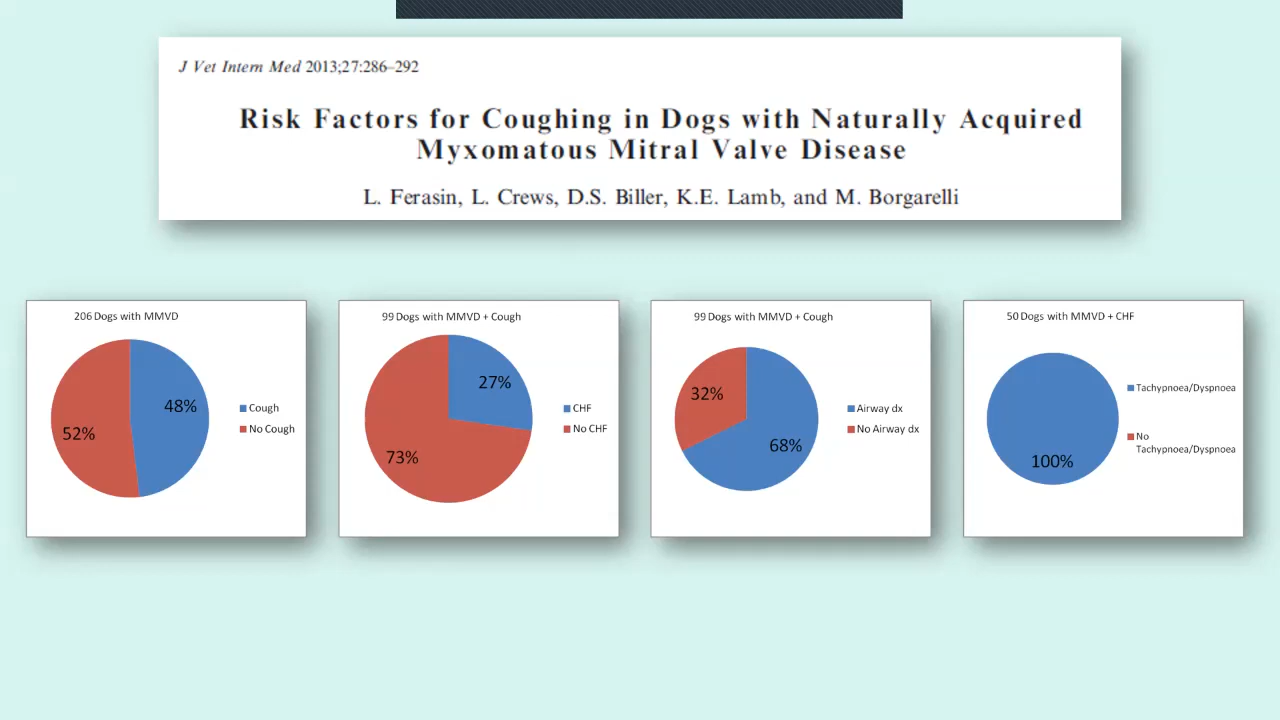 J Vet Intern Med 2013;27:286–292
Risk Factors for Coughing in Dogs with Naturally Acquired
Myxomatous Mitral Valve Disease
L. Ferasin, L. Crews, D.S. Biller, K.E. Lamb, and M. Borgarelli
206 Dogs with MMVD
48%
52%
Cough
No Cough
99 Dogs with MMVD + Cough
27%
73%
CHF
No CHF
99 Dogs with MMVD + Cough
32%
68%
Airway dx
No Airway dx
50 Dogs with MMVD + CHF
100%
Tachypnoea/Dyspnoea
No
Tachypnoea/Dyspnoea